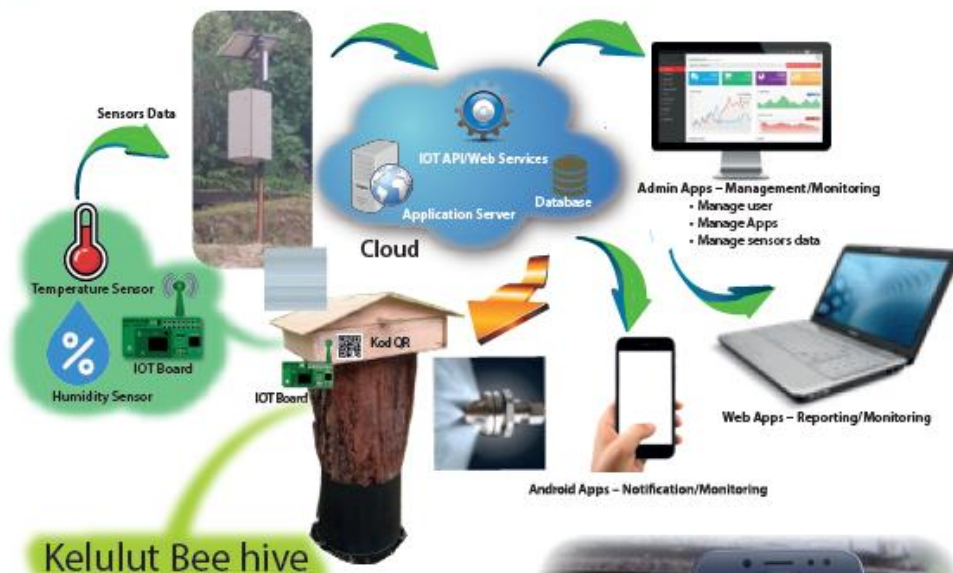 Sensors Data
IOT API/Web Services
Application Server
Database
Cloud
Admin Apps – Management/Monitoring
• Manage user
• Manage Apps
• Manage sensors data
Temperature Sensor
IOT Board
Humidity Sensor
Kod QR
IOT Board
Web Apps – Reporting/Monitoring
Android Apps – Notification/Monitoring
Kelulut Bee hive